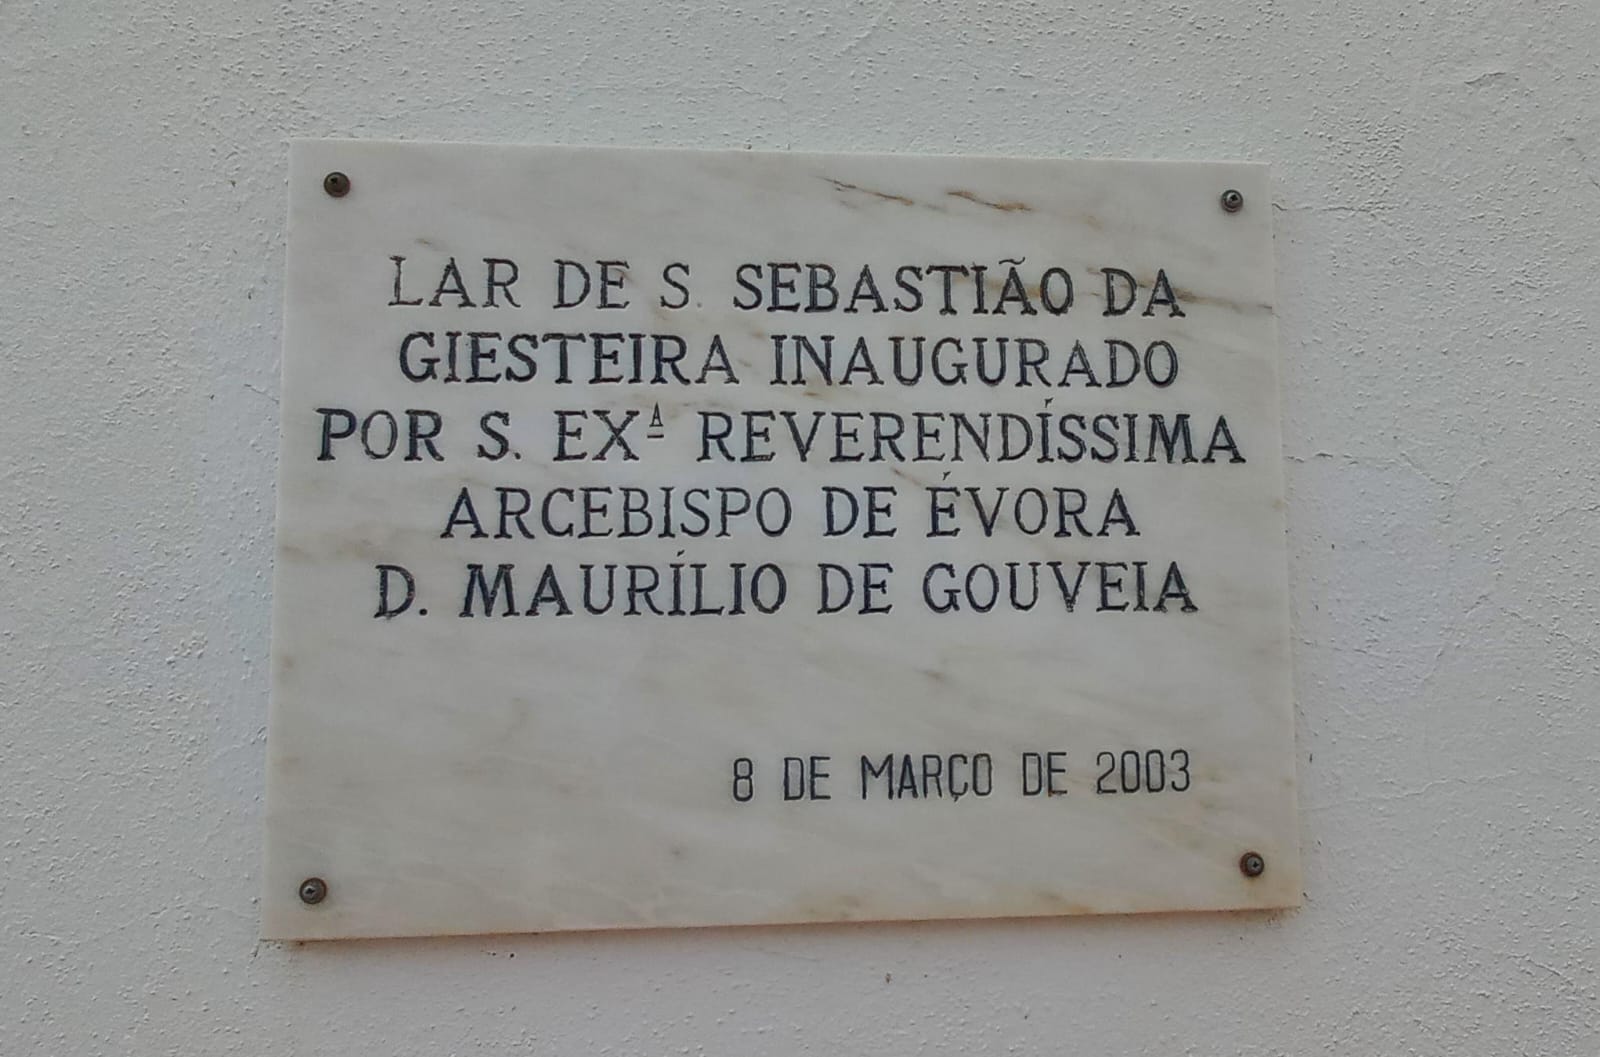 LAR DE S. SEBASTIÃO DA
GIESTEIRA INAUGURADO
POR S. EXª REVERENDÍSSIMA
ARCEBISPO DE ÉVORA
D. MAURÍLIO DE GOUVEIA
8 DE MARÇO DE 2003